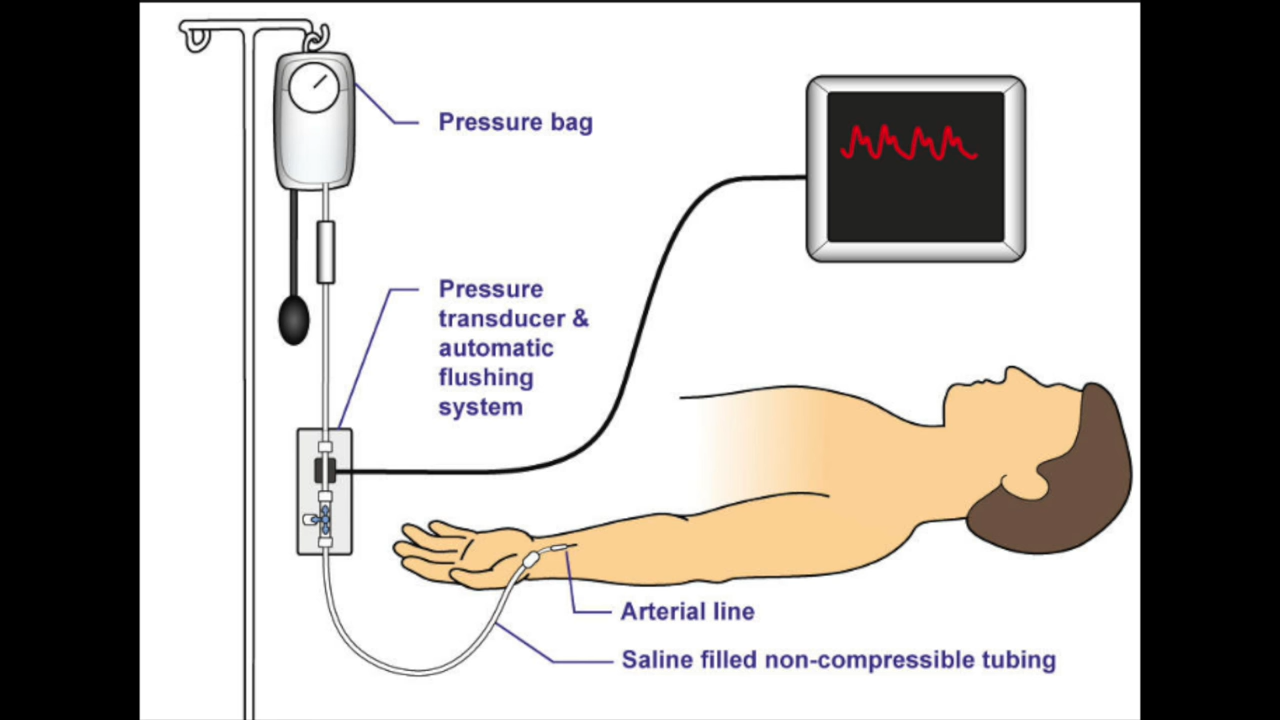 Pressure bag
Pressure
transducer &
automatic
flushing
system
Arterial line
Saline filled non-compressible tubing